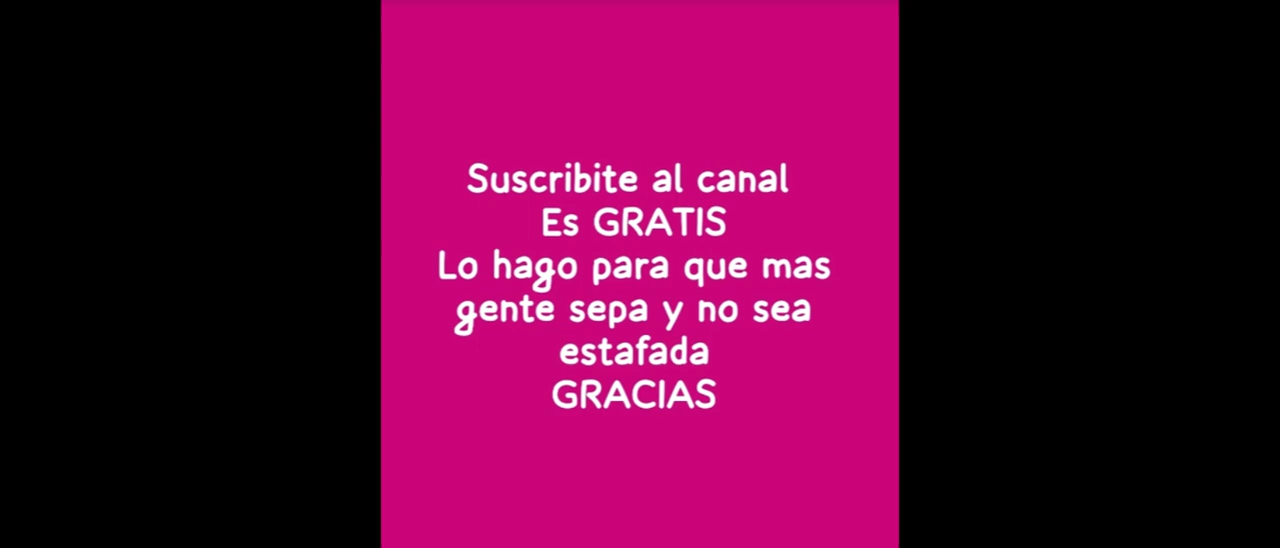 Suscribite al canal
Es GRATIS
Lo hago para que mas
gente sepa y no sea
estafada
GRACIAS